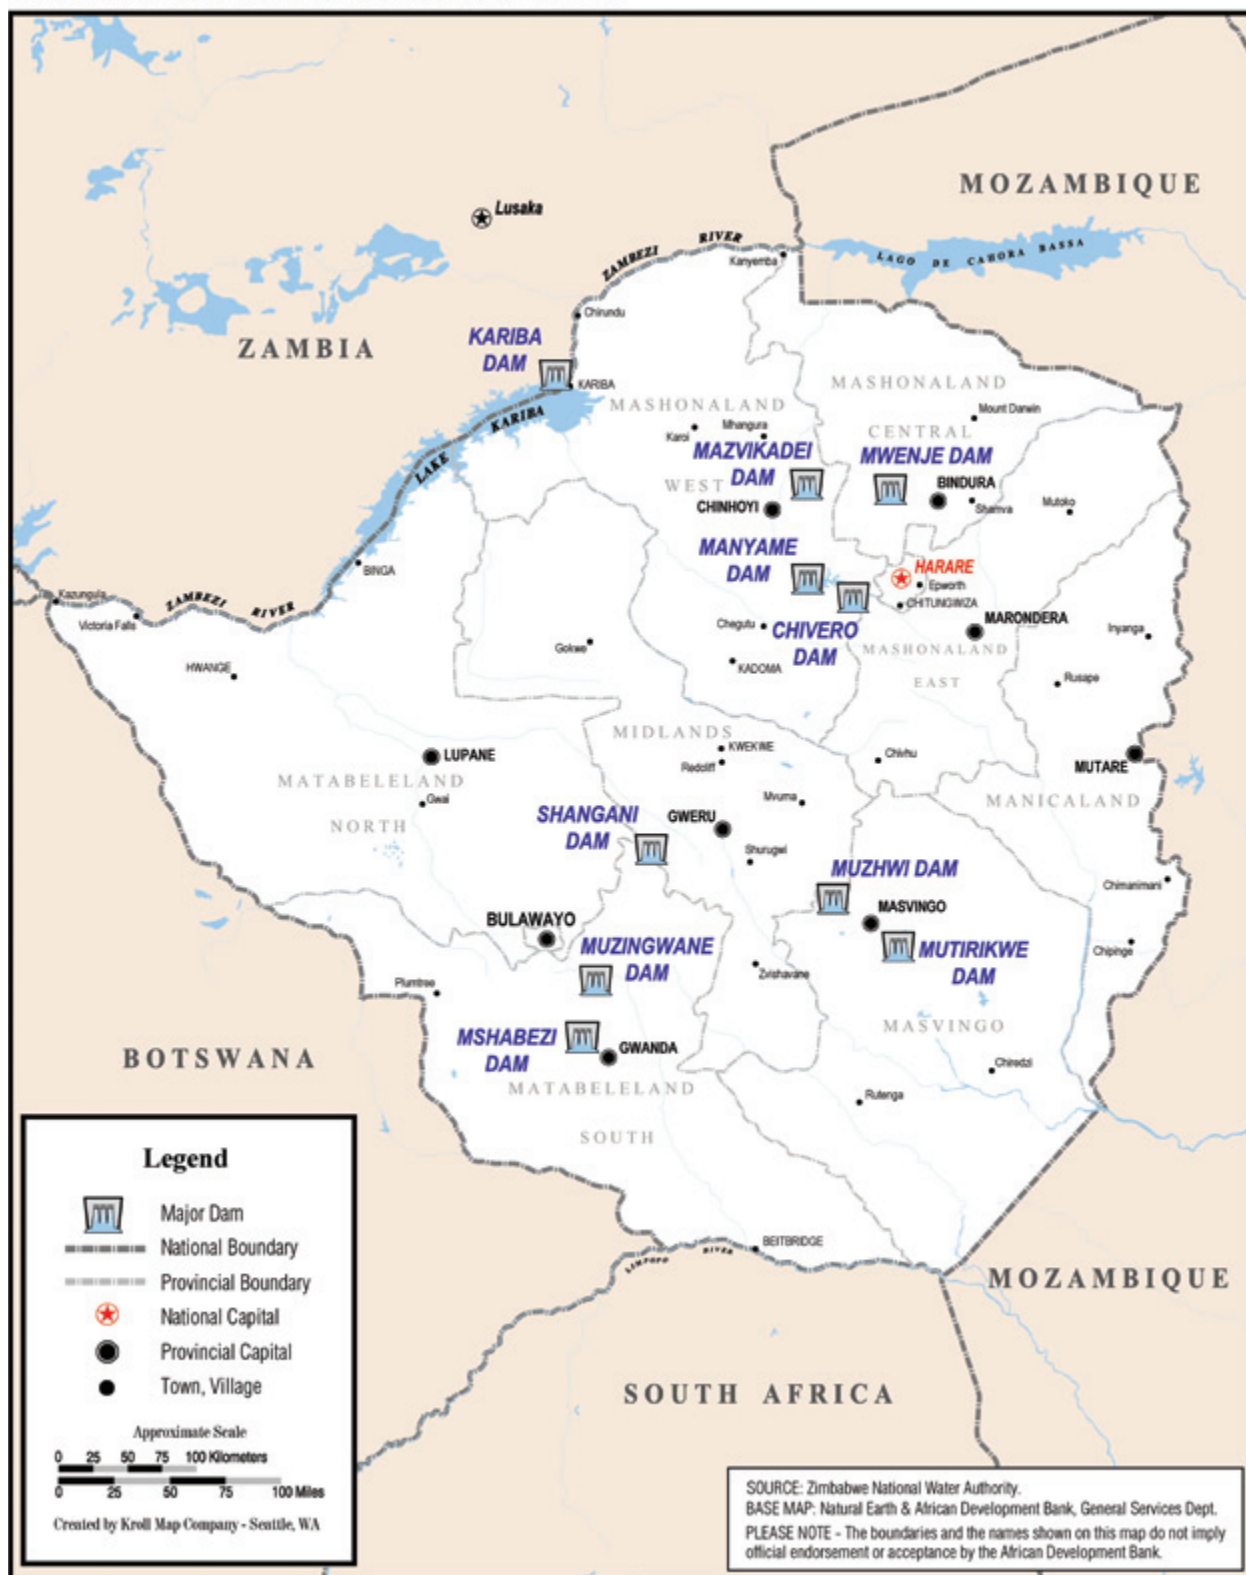 MOZAMBIQUE
Lusaka
ZAMBEZI RIVER
Kanyemba
LAGO DE CAHORA BASSA
Chirundu
ZAMBIA
KARIBA
DAM
KARIBA
MASHONALAND
CENTRAL
Mount Darwin
MASHONALAND
WEST
LAKE KARIBA
Karoi
Mhangura
MAZVIKADEI
DAM
MWENJE DAM
BINDURA
Shamva
Mutoko
CHINHOYI
MANYAME
DAM
HARARE
Epworth
CHITUNGWIZA
BINGA
Kazungula
ZAMBEZI RIVER
Victoria Falls
CHIVERO
DAM
Chegutu
MARONDERA
Inyanga
MASHONALAND
EAST
Gokwe
KADOMA
HWANGE
Rusape
MIDLANDS
KWEKWE
Redcliff
Chivhu
MUTARE
LUPANE
MATABELELAND
NORTH
Gwai
Mvuma
MANICALAND
SHANGANI
DAM
GWERU
Shurugwi
MUZHWI DAM
Chimanimani
MASVINGO
BULAWAYO
MUZINGWANE
DAM
MUTIRIKWE
DAM
Chipinge
Zvishavane
Plumtree
MASVINGO
MSHABEZI
DAM
GWANDA
BOTSWANA
MATABELELAND
SOUTH
Chiredzi
Rutenga
BEITBRIDGE
LIMPOPO RIVER
MOZAMBIQUE
SOUTH AFRICA
Legend
Major Dam
National Boundary
Provincial Boundary
National Capital
Provincial Capital
Town, Village
Approximate Scale
0 25 50 75 100 Kilometers
0 25 50 75 100 Miles
Created by Kroll Map Company - Seattle, WA
SOURCE: Zimbabwe National Water Authority.
BASE MAP: Natural Earth & African Development Bank, General Services Dept.
PLEASE NOTE - The boundaries and the names shown on this map do not imply
official endorsement or acceptance by the African Development Bank.